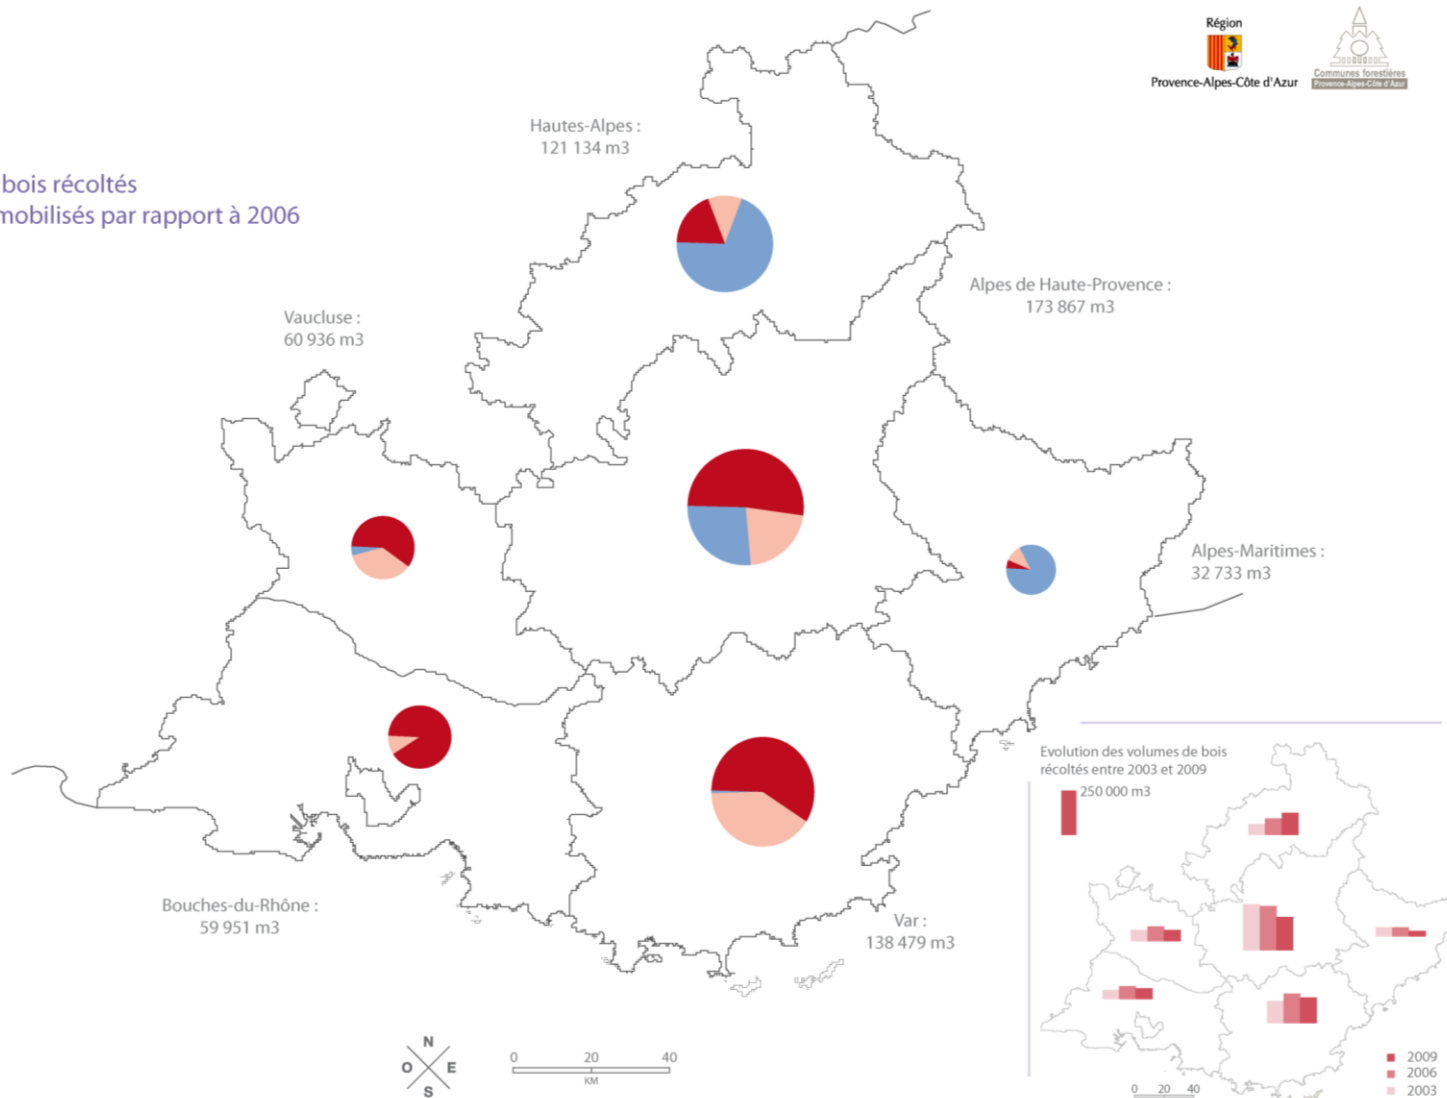 Région
Provence-Alpes-Côte d'Azur
Communes forestières
Provence-Alpes-Côte d'Azur
bois récoltés
mobilisés par rapport à 2006
Hautes-Alpes :
121 134 m3
Alpes de Haute-Provence :
173 867 m3
Vaucluse :
60 936 m3
Alpes-Maritimes :
32 733 m3
Bouches-du-Rhône :
59 951 m3
Var :
138 479 m3
N
O E
S
0 20 40
KM
Evolution des volumes de bois
récoltés entre 2003 et 2009
250 000 m3
2009
2006
2003
0 20 40